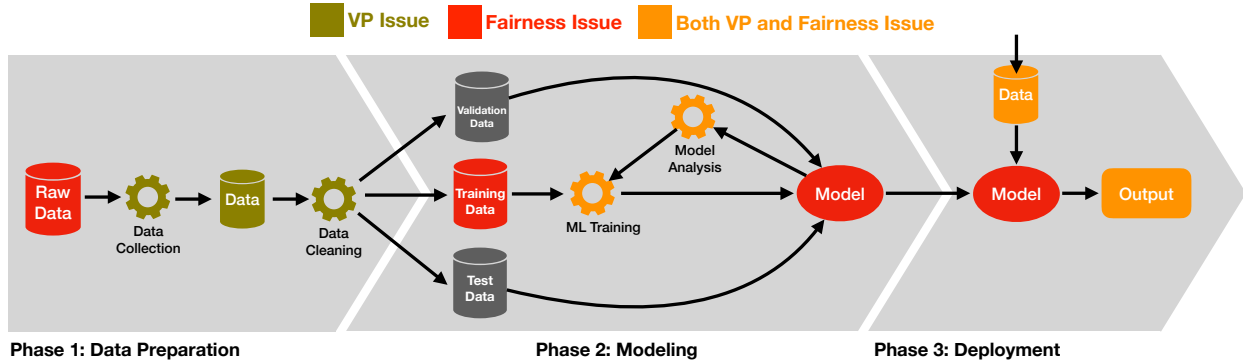 VP Issue
Fairness Issue
Both VP and Fairness Issue
Raw
Data
Data
Collection
Data
Data
Cleaning
Validation
Data
Training
Data
Test
Data
ML Training
Model
Analysis
Model
Data
Model
Output
Phase 1: Data Preparation
Phase 2: Modeling
Phase 3: Deployment